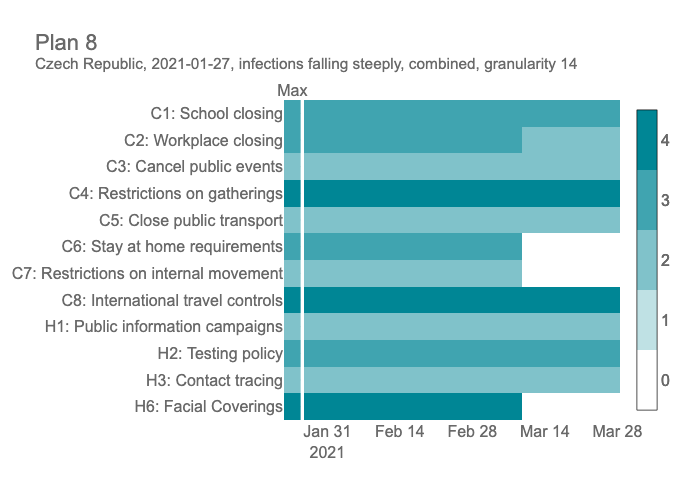 Plan 8
Czech Republic, 2021-01-27, infections falling steeply, combined, granularity 14
Max
C1: School closing
C2: Workplace closing
C3: Cancel public events
C4: Restrictions on gatherings
C5: Close public transport
C6: Stay at home requirements
C7: Restrictions on internal movement
C8: International travel controls
H1: Public information campaigns
H2: Testing policy
H3: Contact tracing
H6: Facial Coverings
Jan 31 Feb 14 Feb 28 Mar 14 Mar 28
2021
4
3
2
1
0